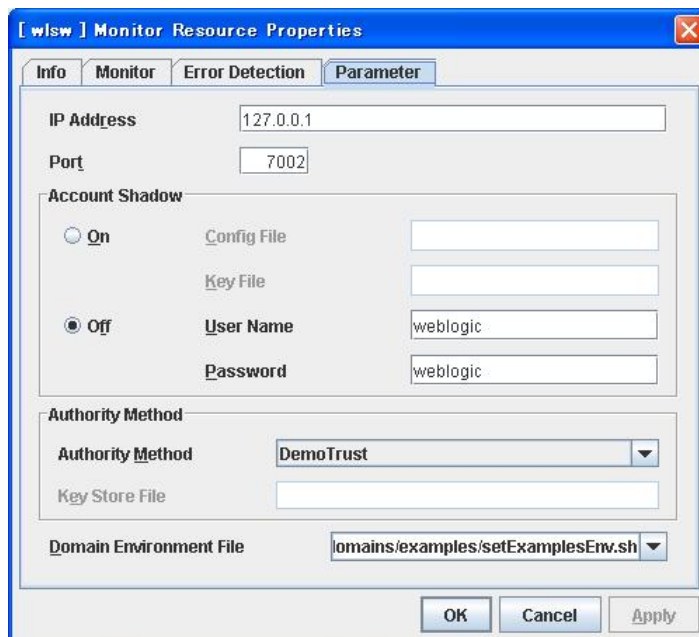 [ wlsw ] Monitor Resource Properties
Info Monitor Error Detection Parameter
IP Address 127.0.0.1
Port 7002
Account Shadow
On Config File
Key File
Off User Name weblogic
Password weblogic
Authority Method
Authority Method DemoTrust
Key Store File
Domain Environment File lomains/examples/setExamplesEnv.sh
OK Cancel Apply